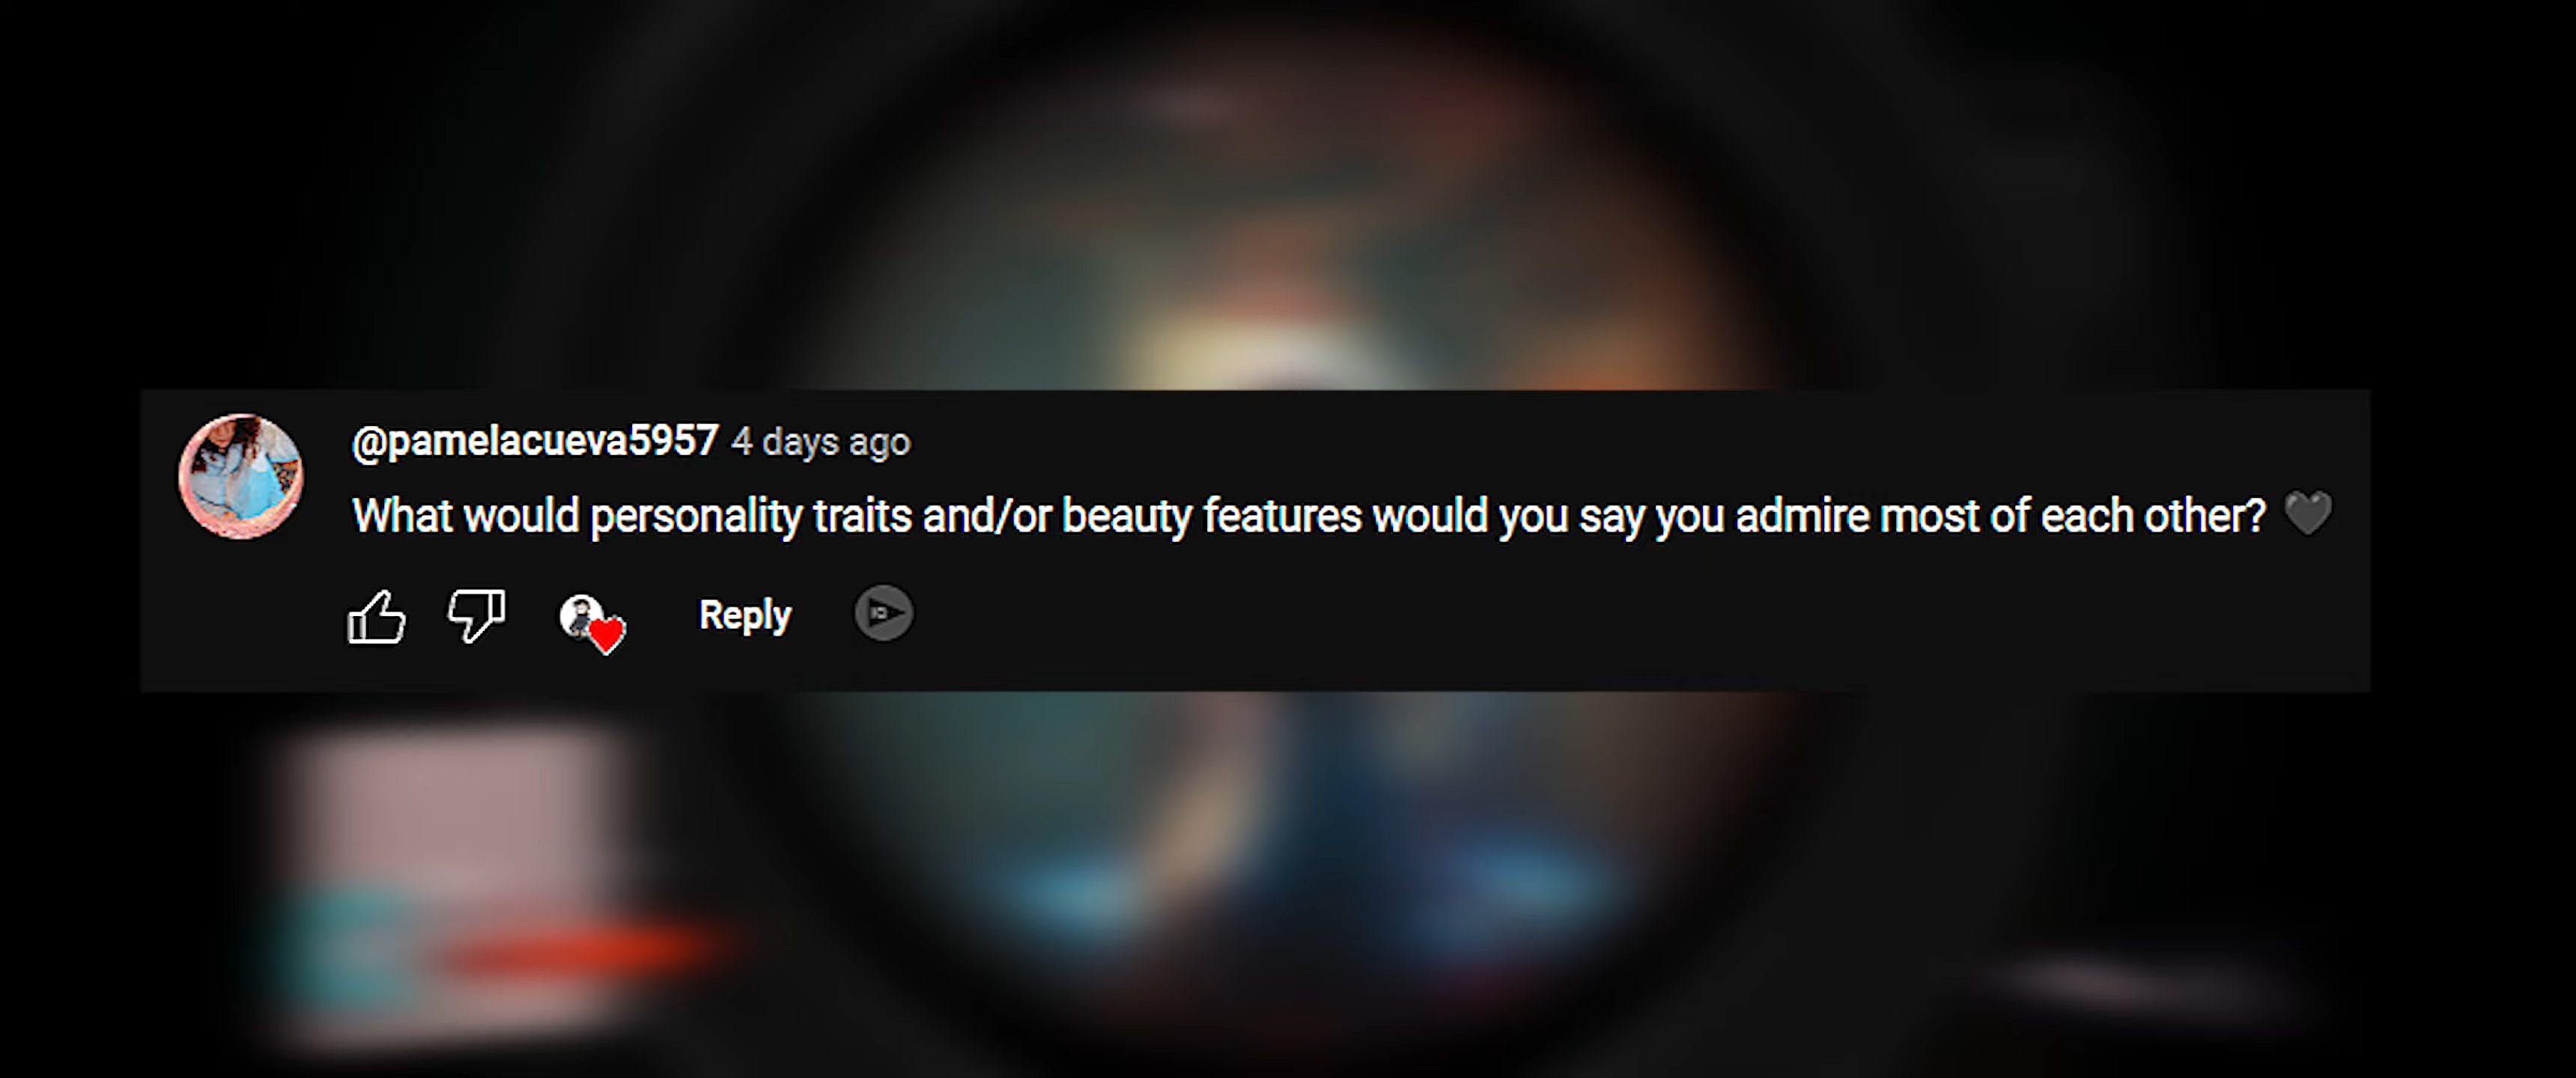 @pamelacueva5957 4 days ago
What would personality traits and/or beauty features would you say you admire most of each other? 🖤
Reply